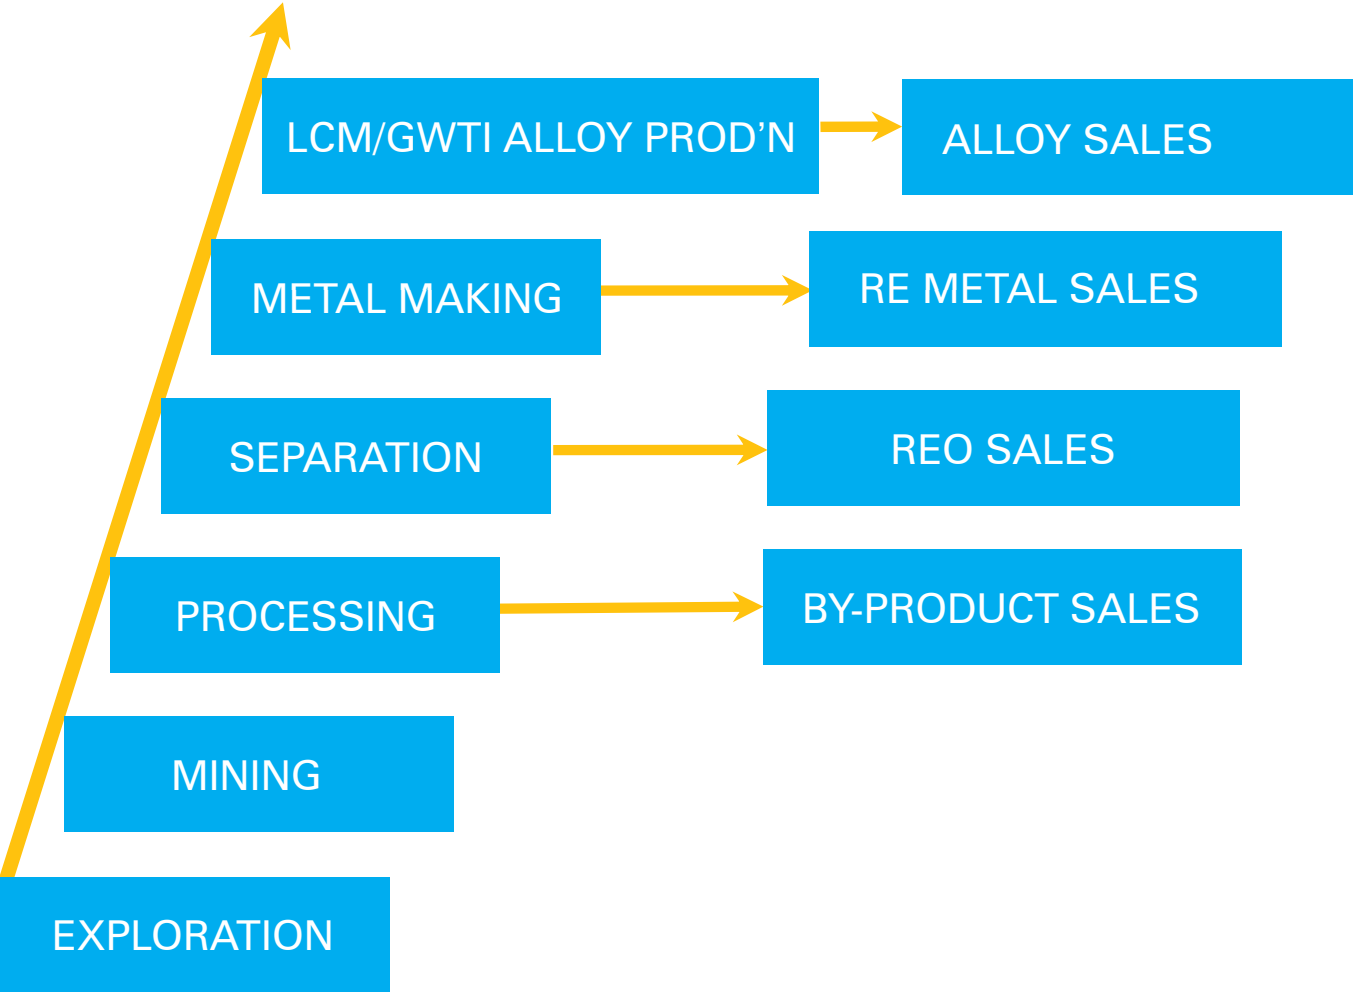 LCM/GWTI ALLOY PROD’N
ALLOY SALES
METAL MAKING
RE METAL SALES
SEPARATION
REO SALES
PROCESSING
BY-PRODUCT SALES
MINING
EXPLORATION